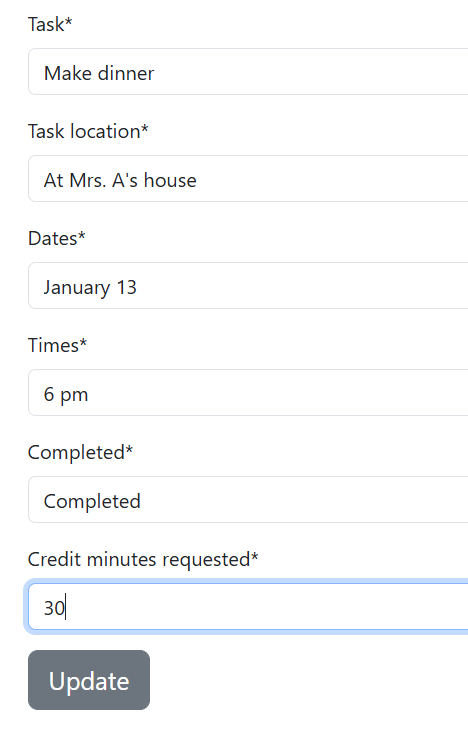 Task*
Make dinner
Task location*
At Mrs. A's house
Dates*
January 13
Times*
6 pm
Completed*
Completed
Credit minutes requested*
30
Update